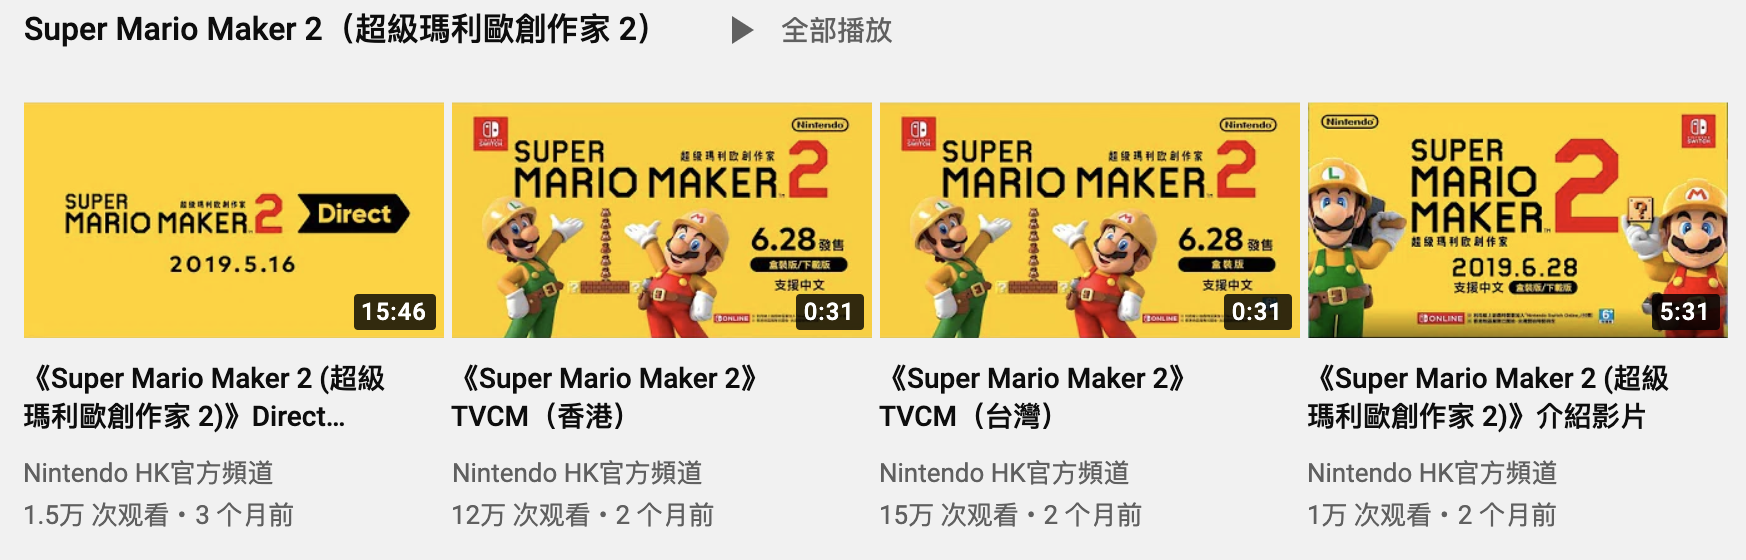 Super Mario Maker 2（超級瑪利歐創作家 2） ▶ 全部播放
SUPER
超級瑪利歐創作家
MARIO MAKER 2 Direct
2019.5.16
15:46
《Super Mario Maker 2 (超級
瑪利歐創作家 2)》Direct...
Nintendo HK官方頻道
1.5万 次观看 • 3 个月前
Nintendo
SWITCH
SUPER
超級瑪利歐創作家
MARIO MAKER 2
6.28 發售
盒裝版/下載版
支援中文
ONLINE
0:31
《Super Mario Maker 2》
TVCM（香港）
Nintendo HK官方頻道
12万 次观看 • 2 个月前
Nintendo
SWITCH
SUPER
超級瑪利歐創作家
MARIO MAKER 2
6.28 發售
盒裝版
支援中文
ONLINE
0:31
《Super Mario Maker 2》
TVCM（台灣）
Nintendo HK官方頻道
15万 次观看 • 2 个月前
Nintendo
SWITCH
SUPER
MARIO
MAKER 2
超級瑪利歐創作家
2019.6.28
支援中文 盒裝版/下載版
ONLINE
5:31
《Super Mario Maker 2 (超級
瑪利歐創作家 2)》介紹影片
Nintendo HK官方頻道
1万 次观看 • 2 个月前